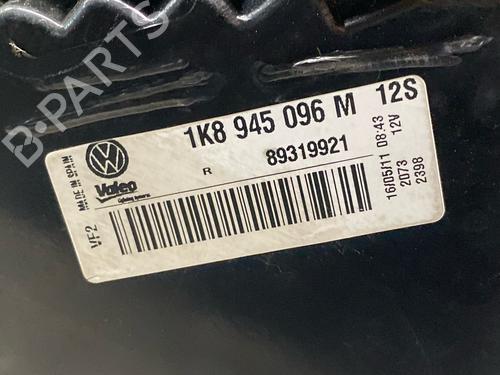 B-PARTS
1K8 945 096 M 12S
R 89319921
MADE IN SPAIN
Valeo
VF2
16/05/11 08:43
12V
2073
2398